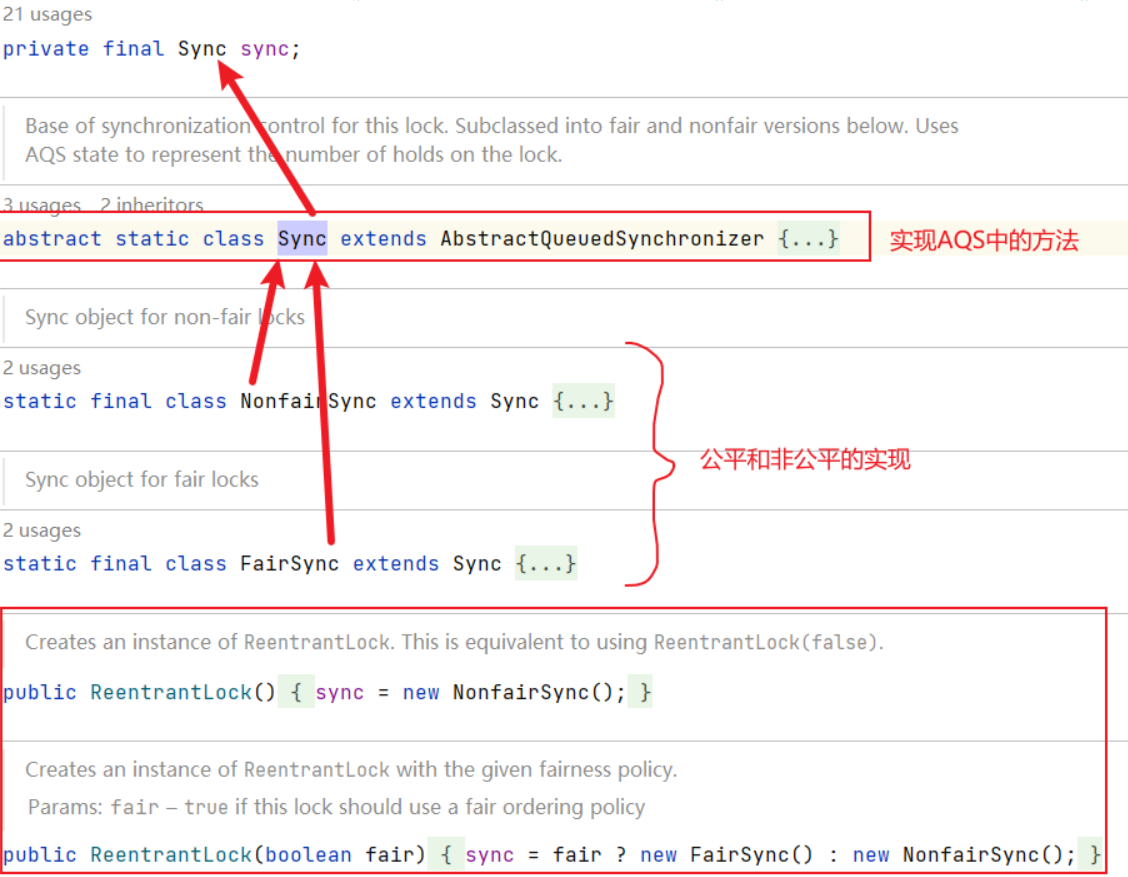 21 usages
private final Sync sync;
Base of synchronization control for this lock. Subclassed into fair and nonfair versions below. Uses
AQS state to represent the number of holds on the lock.
3 usages 2 inheritors
abstract static class Sync extends AbstractQueuedSynchronizer {...}
实现AQS中的方法
Sync object for non-fair locks
2 usages
static final class NonfairSync extends Sync {...}
公平和非公平的实现
Sync object for fair locks
2 usages
static final class FairSync extends Sync {...}
Creates an instance of ReentrantLock. This is equivalent to using ReentrantLock(false).
public ReentrantLock() { sync = new NonfairSync(); }
Creates an instance of ReentrantLock with the given fairness policy.
Params: fair – true if this lock should use a fair ordering policy
public ReentrantLock(boolean fair) { sync = fair ? new FairSync() : new NonfairSync(); }